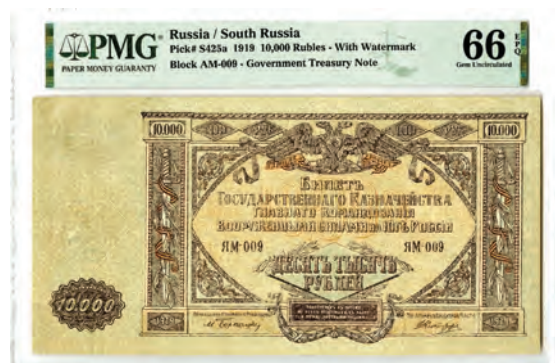 PMG
PAPER MONEY GUARANTY
Russia / South Russia
Pick# S425a 1919 10,000 Rubles - With Watermark
Block AM-009 - Government Treasury Note
66 EPQ
Gem Uncirculated
10.000 10.000
БИЛЕТЪ
ГОСУДАРСТВЕННАГО КАЗНАЧЕЙСТВА
ГЛАВНАГО КОМАНДОВАНІЯ
ВООРУЖЕННЫМИ СИЛАМИ НА ЮГѢ РОССІИ
ЯМ-009 ЯМ-009
ДЕСЯТЬ ТЫСЯЧЪ
РУБЛЕЙ
10.000